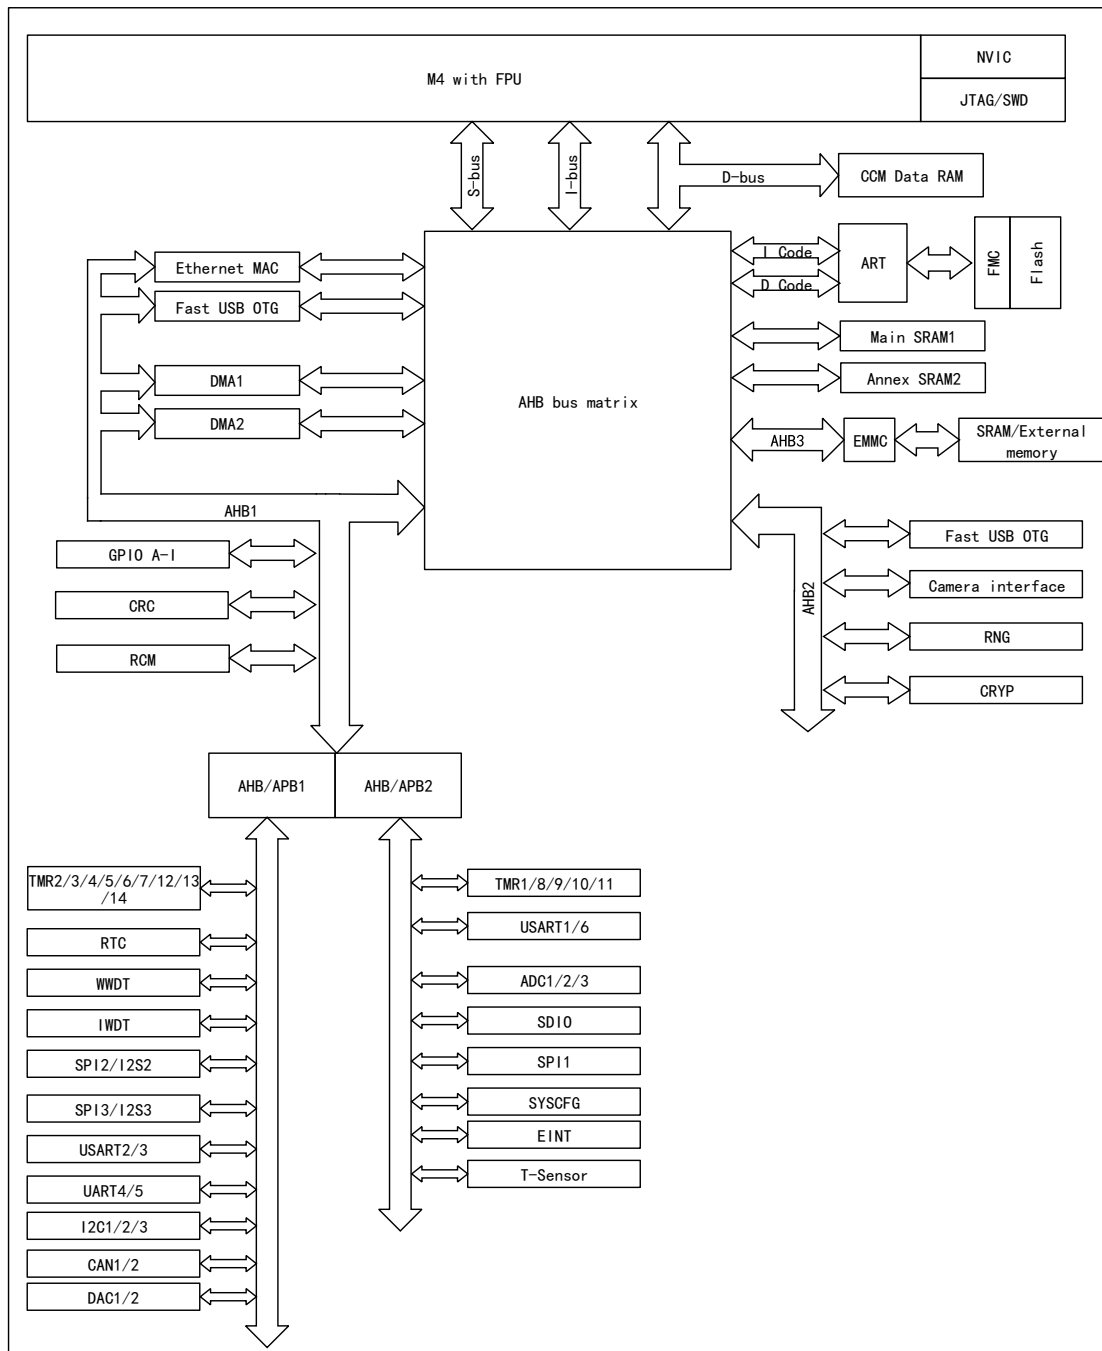 M4 with FPU
NVIC
JTAG/SWD
S-bus
I-bus
D-bus
CCM Data RAM
Ethernet MAC
Fast USB OTG
DMA1
DMA2
AHB bus matrix
I Code
D Code
ART
FMC
Flash
Main SRAM1
Annex SRAM2
AHB3
EMMC
SRAM/External
memory
AHB1
GPIO A-I
CRC
RCM
AHB2
Fast USB OTG
Camera interface
RNG
CRYP
AHB/APB1
AHB/APB2
TMR2/3/4/5/6/7/12/13
/14
RTC
WWDT
IWDT
SPI2/I2S2
SPI3/I2S3
USART2/3
UART4/5
I2C1/2/3
CAN1/2
DAC1/2
TMR1/8/9/10/11
USART1/6
ADC1/2/3
SDIO
SPI1
SYSCFG
EINT
T-Sensor